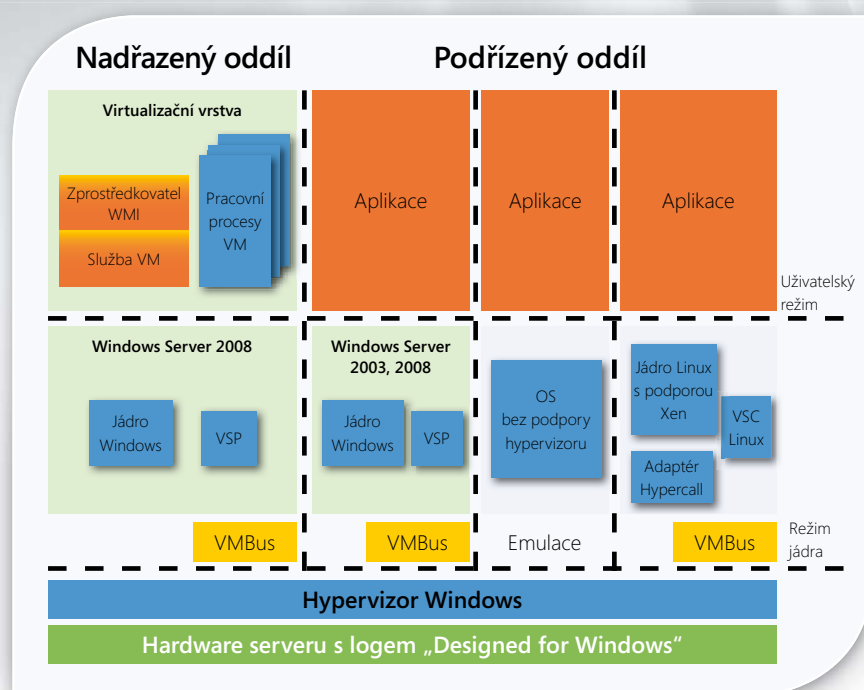 Nadřazený oddíl
Podřízený oddíl
Virtualizační vrstva
Zprostředkovatel
WMI
Služba VM
Pracovní
procesy
VM
Aplikace
Aplikace
Aplikace
Uživatelský
režim
Windows Server 2008
Jádro
Windows
VSP
VMBus
Windows Server
2003, 2008
Jádro
Windows
VSP
VMBus
OS
bez podpory
hypervizoru
Emulace
Jádro Linux
s podporou
Xen
VSC
Linux
Adaptér
Hypercall
VMBus
Režim
jádra
Hypervizor Windows
Hardware serveru s logem „Designed for Windows“